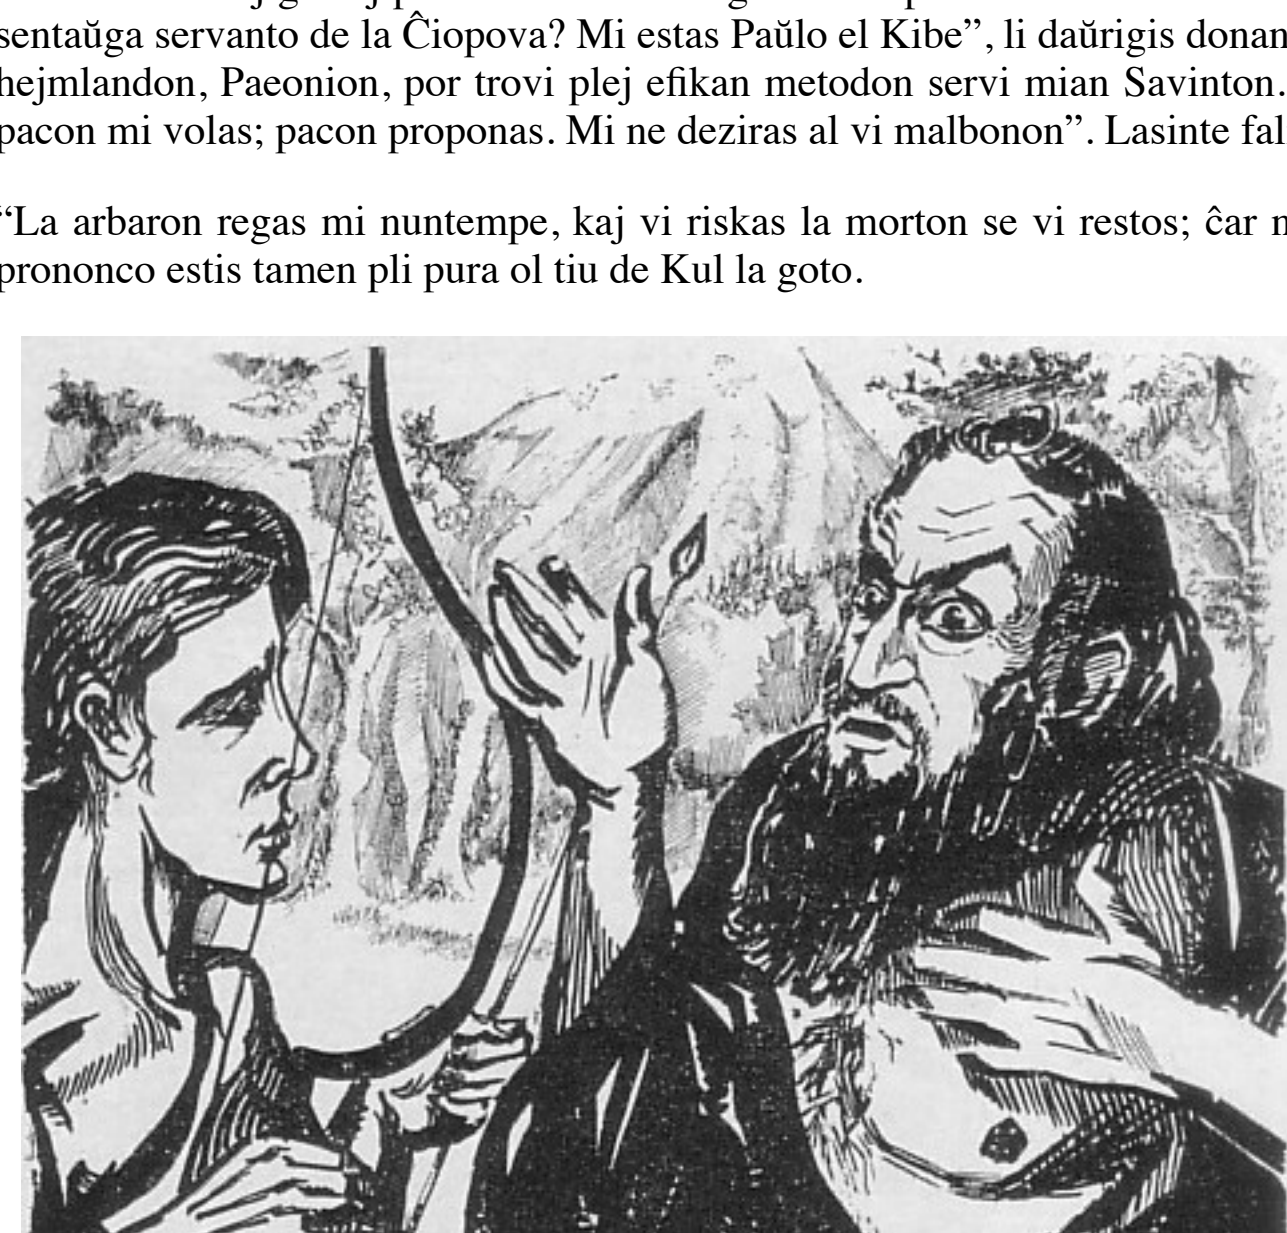 sentaŭga servanto de la Ĉiopova? Mi estas Paŭlo el Kibe”, li daŭrigis donan
hejmlandon, Paeonion, por trovi plej efikan metodon servi mian Savinton.
pacon mi volas; pacon proponas. Mi ne deziras al vi malbonon”. Lasinte fal
“La arbaron regas mi nuntempe, kaj vi riskas la morton se vi restos; ĉar
prononco estis tamen pli pura ol tiu de Kul la goto.